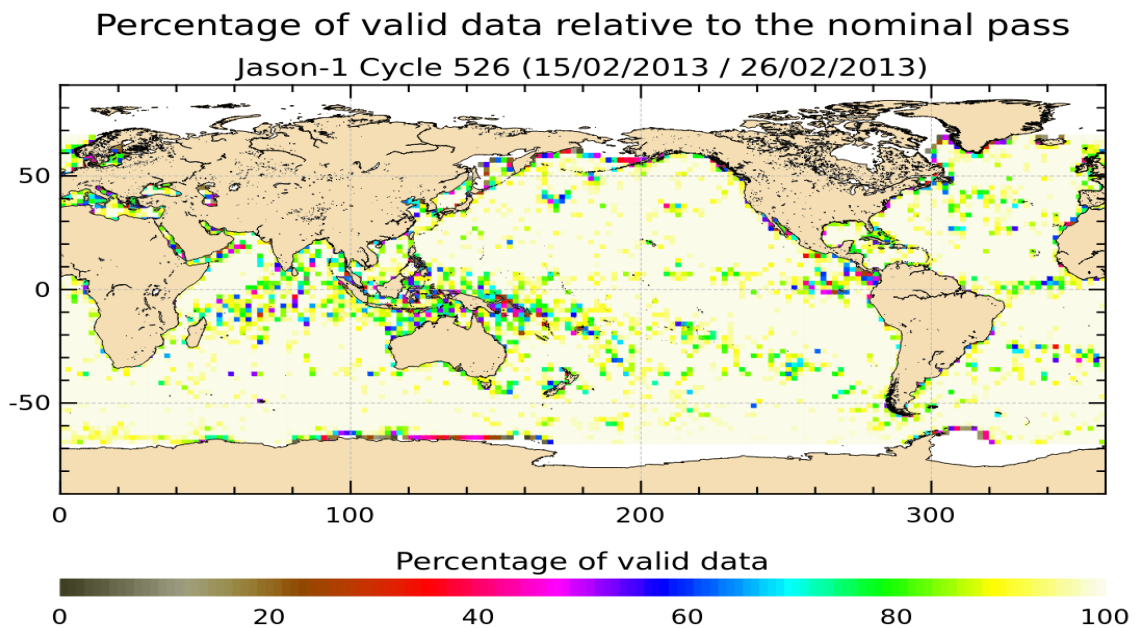 Percentage of valid data relative to the nominal pass
Jason-1 Cycle 526 (15/02/2013 / 26/02/2013)
50
0
-50
0 100 200 300
Percentage of valid data
0 20 40 60 80 100